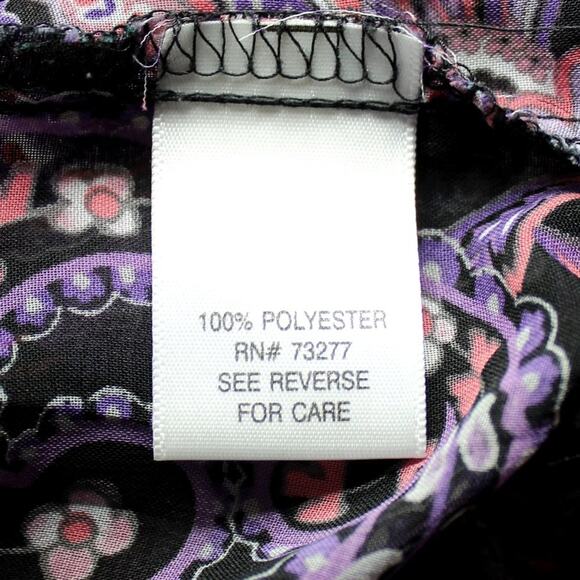 100% POLYESTER
RN# 73277
SEE REVERSE
FOR CARE